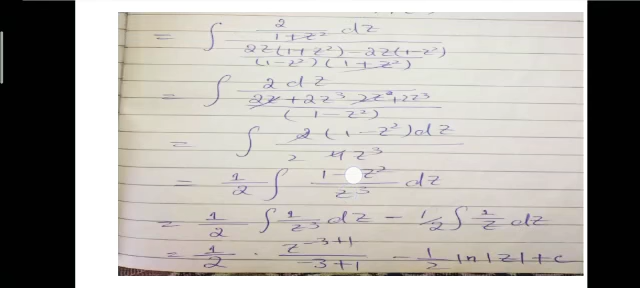 = ∫ (2/(1+z²) dz) / ((2z(1+z²) - 2z(1-z²)) / ((1-z²)(1+z²)))
= ∫ (2dz) / ((2z + 2z³ - 2z + 2z³) / (1-z²))
= ∫ (2(1-z²)dz) / (4z³)
= 1/2 ∫ (1-z²)/z³ dz
= 1/2 ∫ 1/z³ dz - 1/2 ∫ 1/z dz
= 1/2 · z^(-3+1)/(-3+1) - 1/2 ln|z| + c